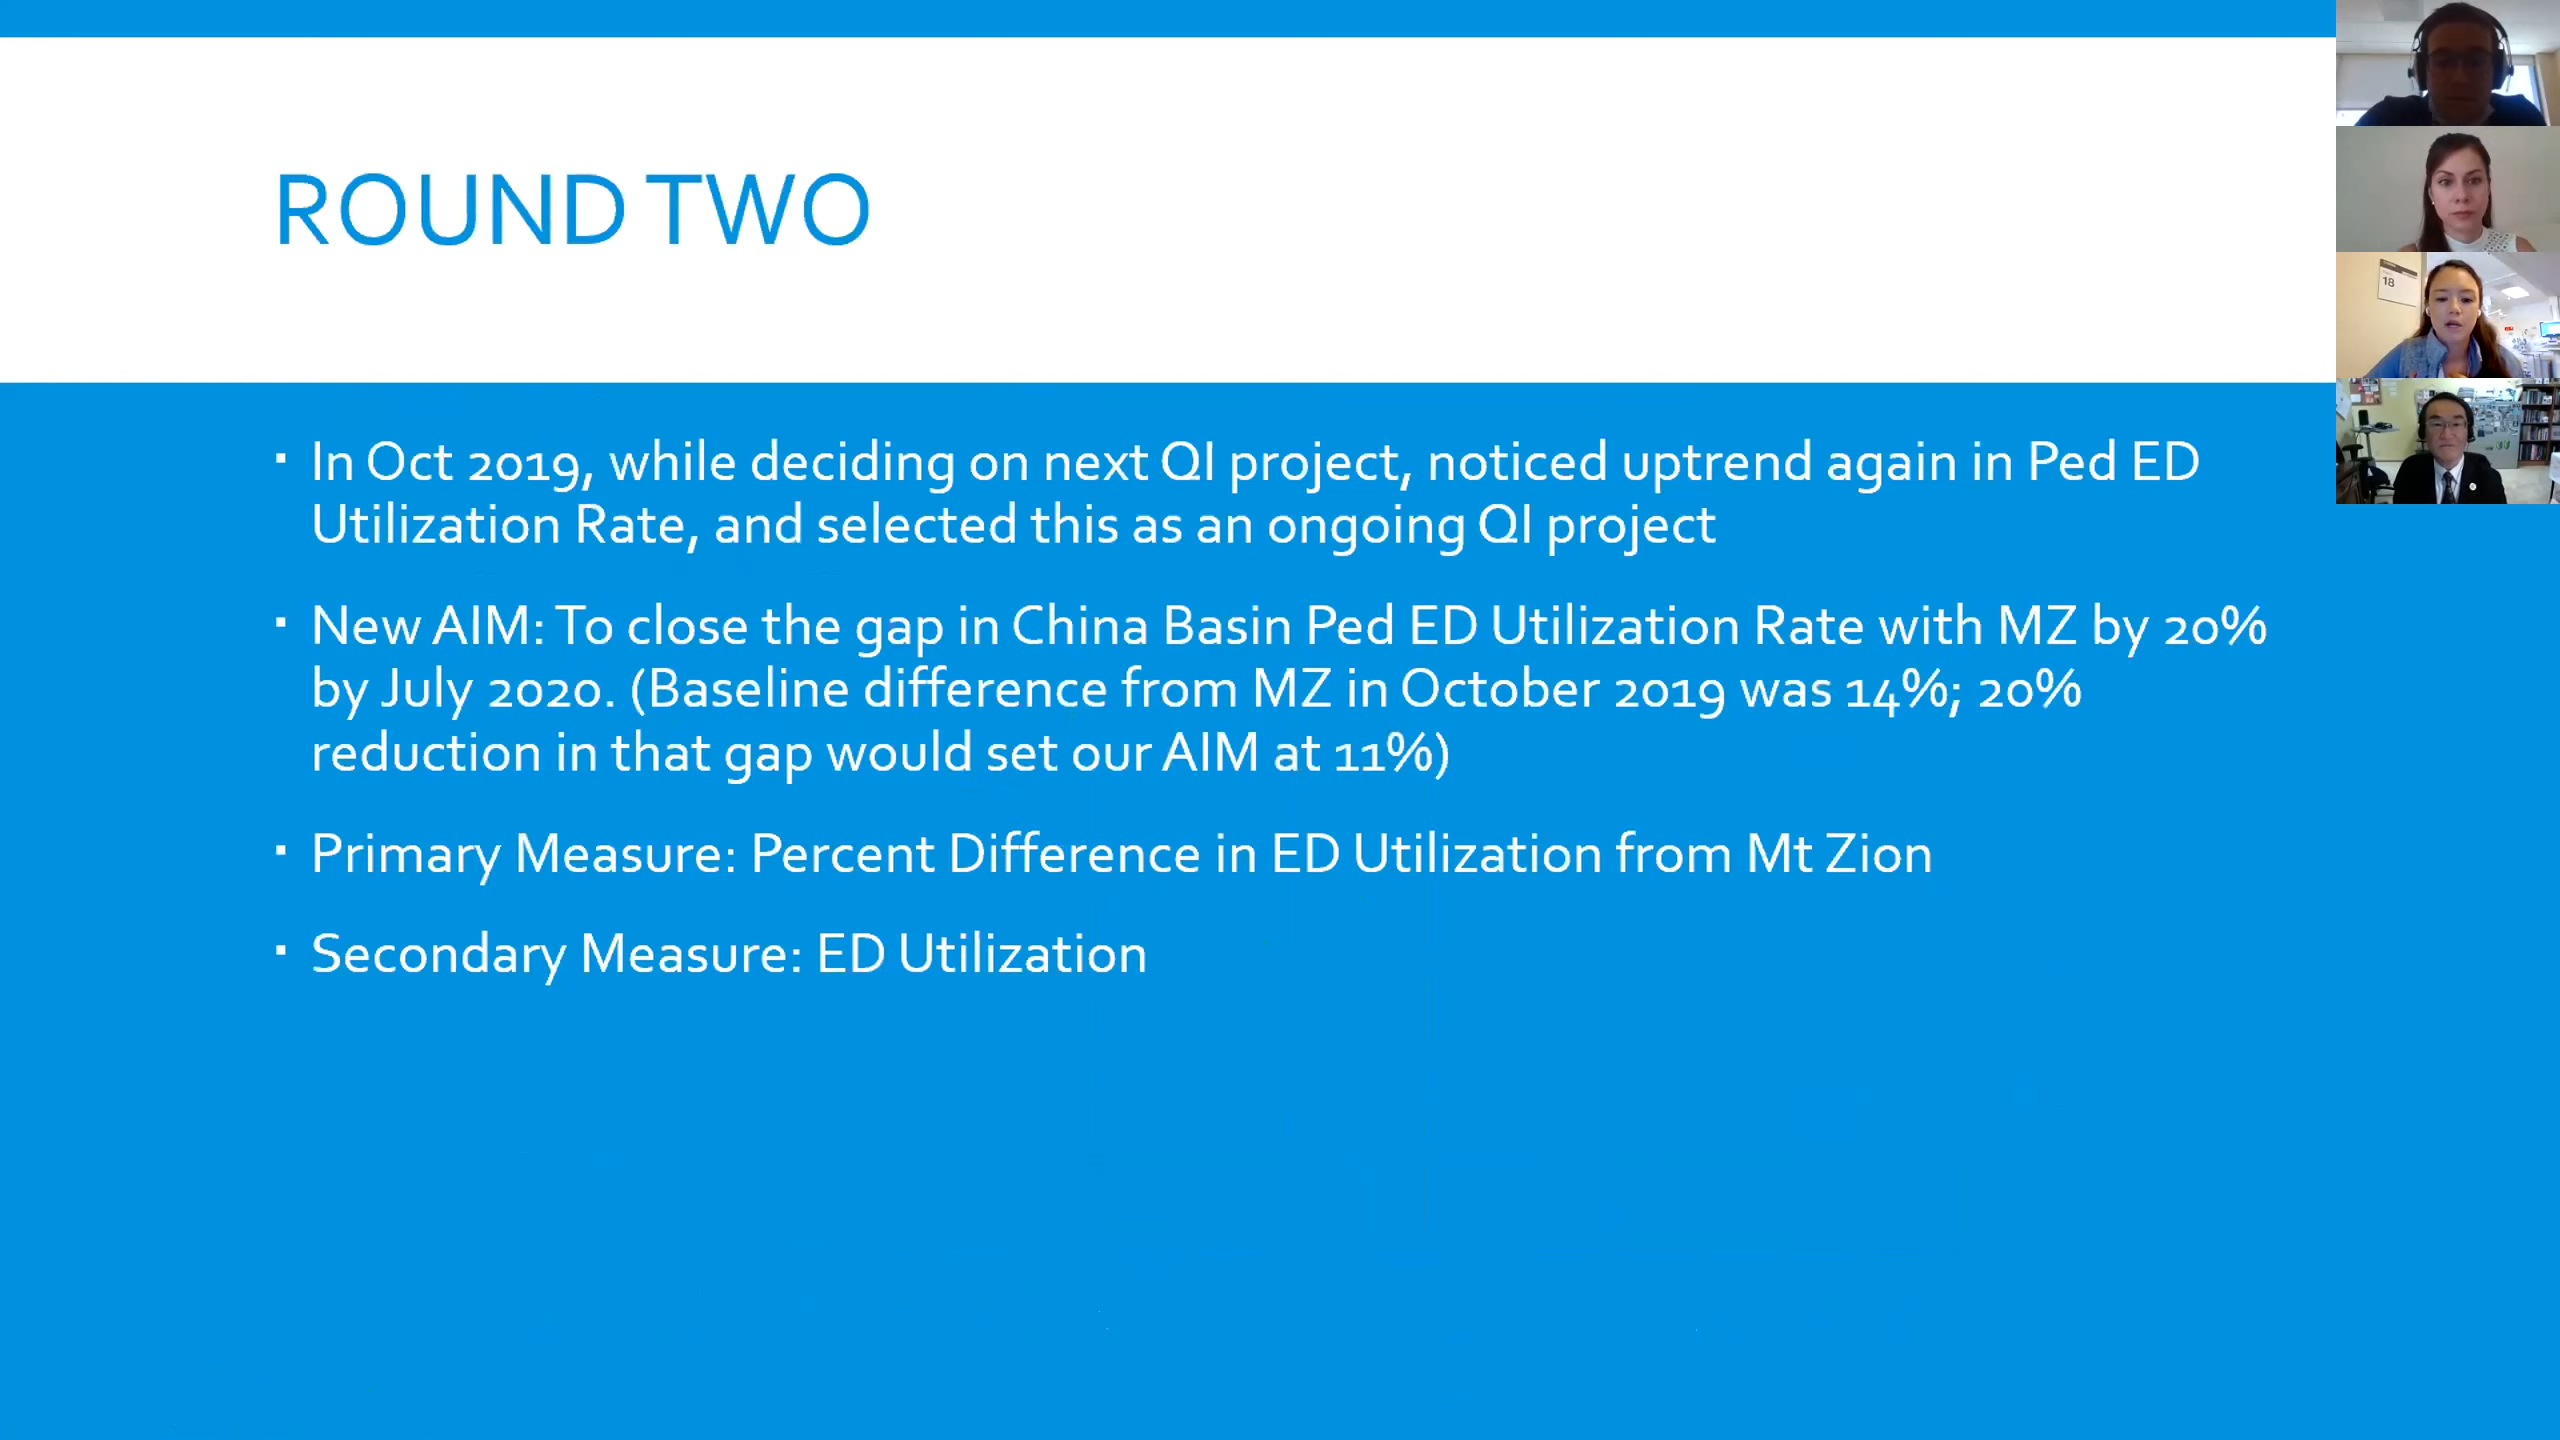 ROUND TWO
▪ In Oct 2019, while deciding on next QI project, noticed uptrend again in Ped ED
Utilization Rate, and selected this as an ongoing QI project
▪ New AIM: To close the gap in China Basin Ped ED Utilization Rate with MZ by 20%
by July 2020. (Baseline difference from MZ in October 2019 was 14%; 20%
reduction in that gap would set our AIM at 11%)
▪ Primary Measure: Percent Difference in ED Utilization from Mt Zion
▪ Secondary Measure: ED Utilization
18